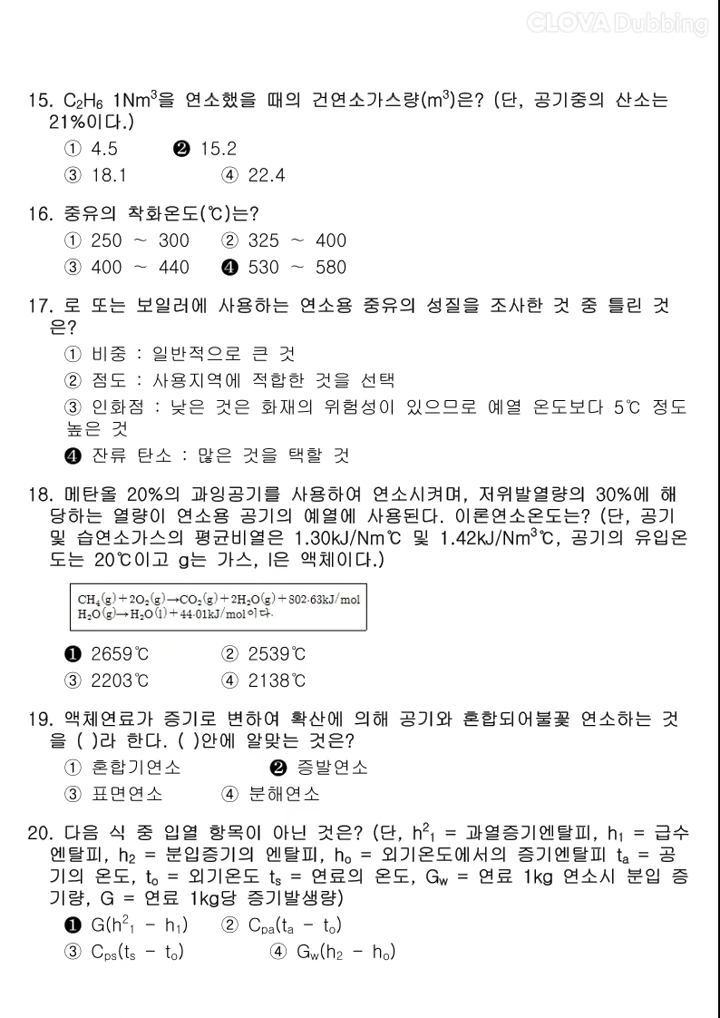 CLOVA Dubbing
15. C₂H₆ 1Nm³을 연소했을 때의 건연소가스량(m³)은? (단, 공기중의 산소는
21%이다.)
① 4.5 ❷ 15.2
③ 18.1 ④ 22.4
16. 중유의 착화온도(℃)는?
① 250 ~ 300 ② 325 ~ 400
③ 400 ~ 440 ❹ 530 ~ 580
17. 로 또는 보일러에 사용하는 연소용 중유의 성질을 조사한 것 중 틀린 것
은?
① 비중 : 일반적으로 큰 것
② 점도 : 사용지역에 적합한 것을 선택
③ 인화점 : 낮은 것은 화재의 위험성이 있으므로 예열 온도보다 5℃ 정도
높은 것
❹ 잔류 탄소 : 많은 것을 택할 것
18. 메탄올 20%의 과잉공기를 사용하여 연소시켜며, 저위발열량의 30%에 해
당하는 열량이 연소용 공기의 예열에 사용된다. 이론연소온도는? (단, 공기
및 습연소가스의 평균비열은 1.30kJ/Nm℃ 및 1.42kJ/Nm³℃, 공기의 유입온
도는 20℃이고 g는 가스, l은 액체이다.)
CH₄(g)+2O₂(g)→CO₂(g)+2H₂O(g)+802.63kJ/mol
H₂O(g)→H₂O(l)+44.01kJ/mol이다.
❶ 2659℃ ② 2539℃
③ 2203℃ ④ 2138℃
19. 액체연료가 증기로 변하여 확산에 의해 공기와 혼합되어불꽃 연소하는 것
을 ( )라 한다. ( )안에 알맞는 것은?
① 혼합기연소 ❷ 증발연소
③ 표면연소 ④ 분해연소
20. 다음 식 중 입열 항목이 아닌 것은? (단, h²₁ = 과열증기엔탈피, h₁ = 급수
엔탈피, h₂ = 분입증기의 엔탈피, hₒ = 외기온도에서의 증기엔탈피 tₐ = 공
기의 온도, tₒ = 외기온도 tₛ = 연료의 온도, G_w = 연료 1kg 연소시 분입 증
기량, G = 연료 1kg당 증기발생량)
❶ G(h²₁ - h₁) ② C_pa(tₐ - tₒ)
③ C_ps(tₛ - tₒ) ④ G_w(h₂ - hₒ)